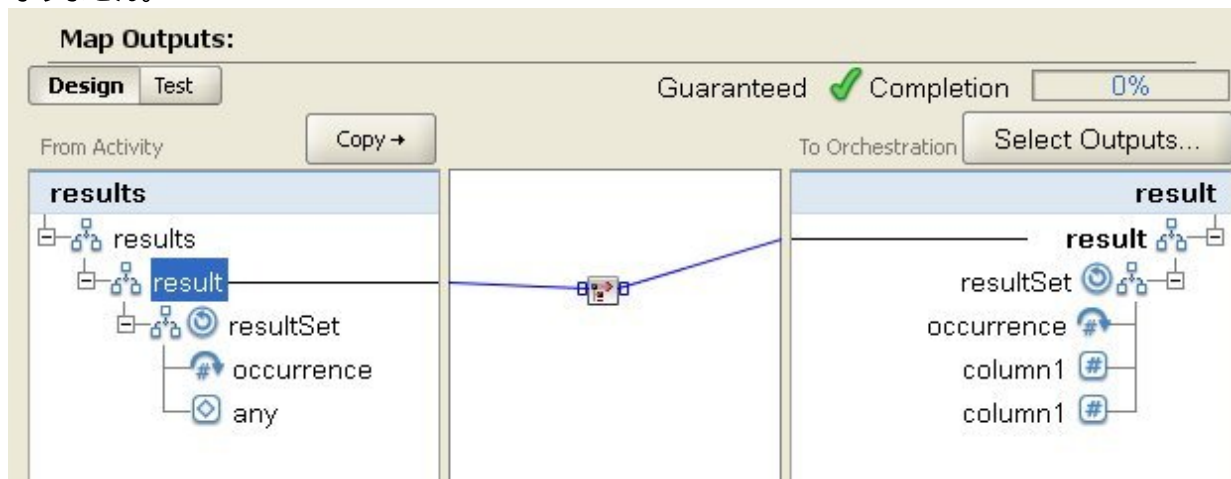 Map Outputs:
Design Test
Guaranteed Completion 0%
From Activity Copy →
To Orchestration Select Outputs...
results
results
result
resultSet
occurrence
any
result
result
resultSet
occurrence
column1
column1